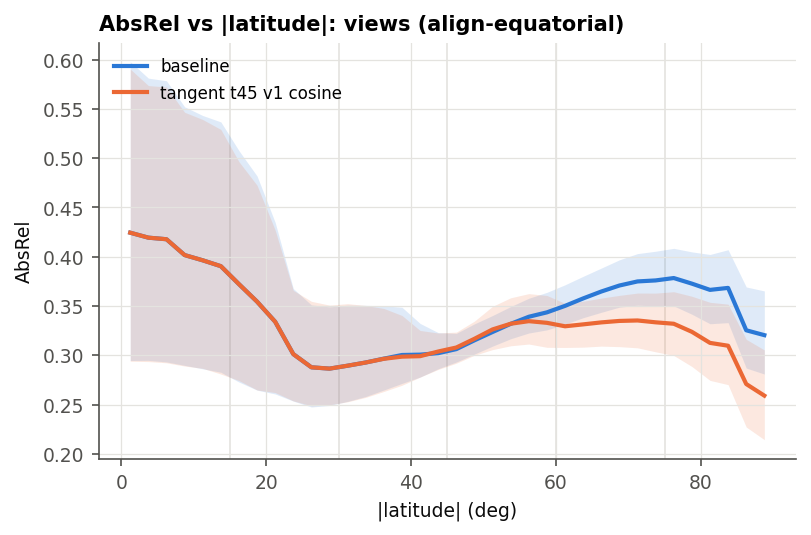 AbsRel vs |latitude|: views (align-equatorial)
baseline
tangent t45 v1 cosine
AbsRel
0.60
0.55
0.50
0.45
0.40
0.35
0.30
0.25
0.20
0 20 40 60 80
|latitude| (deg)